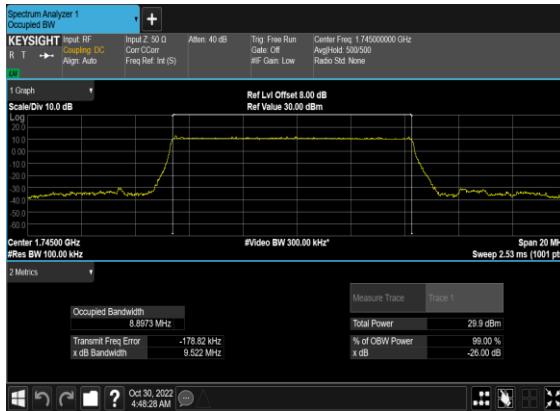 Spectrum Analyzer 1
Occupied BW
KEYSIGHT Input: RF Input Z: 50 Ω Atten: 40 dB Trig: Free Run Center Freq: 1.745000000 GHz
R T Coupling: DC Corr CCorr Gate: Off Avg|Hold: 500/500
Align: Auto Freq Ref: Int (S) #IF Gain: Low Radio Std: None
LXI
1 Graph
Ref Lvl Offset 8.00 dB
Scale/Div 10.0 dB Ref Value 30.00 dBm
Log
20.0
10.0
0.00
-10.0
-20.0
-30.0
-40.0
-50.0
-60.0
Center 1.74500 GHz #Video BW 300.00 kHz* Span 20 MH
#Res BW 100.00 kHz Sweep 2.53 ms (1001 pt
2 Metrics
Measure Trace Trace 1
Occupied Bandwidth
8.8973 MHz Total Power 29.9 dBm
Transmit Freq Error -178.82 kHz % of OBW Power 99.00 %
x dB Bandwidth 9.522 MHz x dB -26.00 dB
? Oct 30, 2022
4:48:28 AM